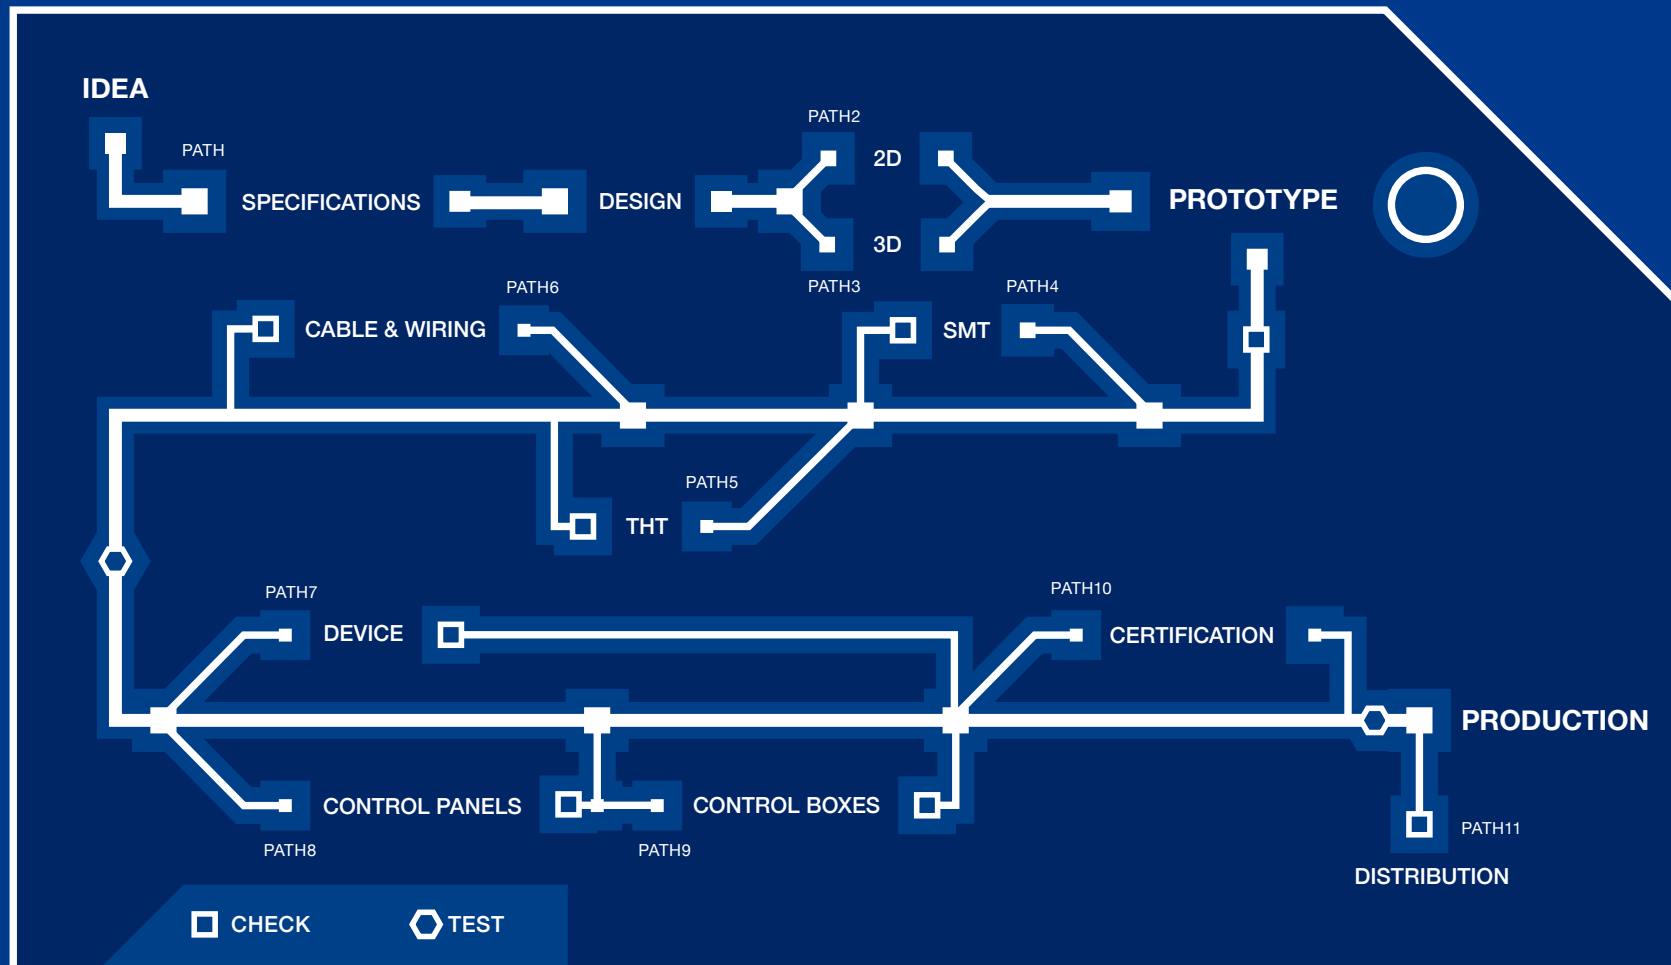 IDEA
PATH
SPECIFICATIONS
DESIGN
PATH2
2D
3D
PATH3
PROTOTYPE
CABLE & WIRING
PATH6
SMT
PATH4
THT
PATH5
PATH7
DEVICE
PATH10
CERTIFICATION
PRODUCTION
CONTROL PANELS
PATH8
CONTROL BOXES
PATH9
PATH11
DISTRIBUTION
CHECK
TEST